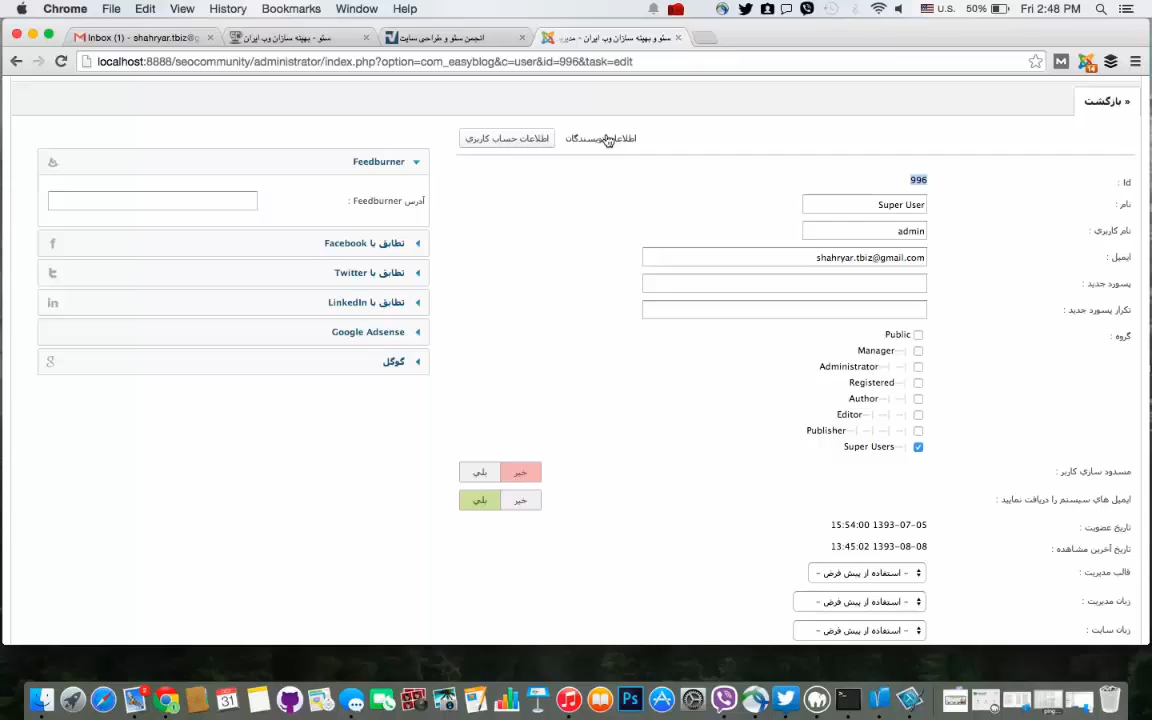 Chrome File Edit View History Bookmarks Window Help
U.S. 50% Fri 2:48 PM
Inbox (1) - shahryar.tbiz@g
سئو - بهینه سازان وب ایران
انجمن سئو و طراحی سایت
سئو و بهینه سازان وب ایران - مدیری
localhost:8888/seocommunity/administrator/index.php?option=com_easyblog&c=user&id=996&task=edit
14
« بازگشت
اطلاعات حساب کاربری
Feedburner
آدرس Feedburner :
تطابق با Facebook
تطابق با Twitter
تطابق با LinkedIn
Google Adsense
گوگل
Id : 996
نام : Super User
نام کاربری : admin
ایمیل : shahryar.tbiz@gmail.com
پسورد جدید :
تکرار پسورد جدید :
گروه :
Public
Manager
Administrator
Registered
Author
Editor
Publisher
Super Users
مسدود سازی کاربر : خیر بلي
ایمیل های سیستم را دریافت نمایید : خیر بلي
تاریخ عضویت : 15:54:00 1393-07-05
تاریخ آخرین مشاهده : 13:45:02 1393-08-08
قالب مدیریت : - استفاده از پیش فرض -
زبان مدیریت : - استفاده از پیش فرض -
زبان سایت : - استفاده از پیش فرض -
31
Ps